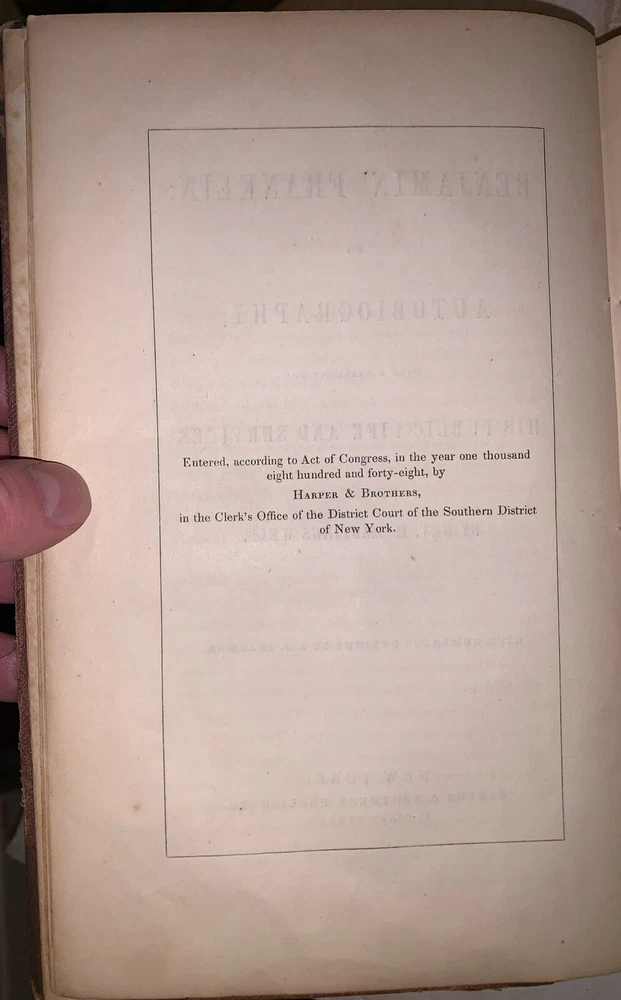 Entered, according to Act of Congress, in the year one thousand
eight hundred and forty-eight, by
Harper & Brothers,
in the Clerk's Office of the District Court of the Southern District
of New York.